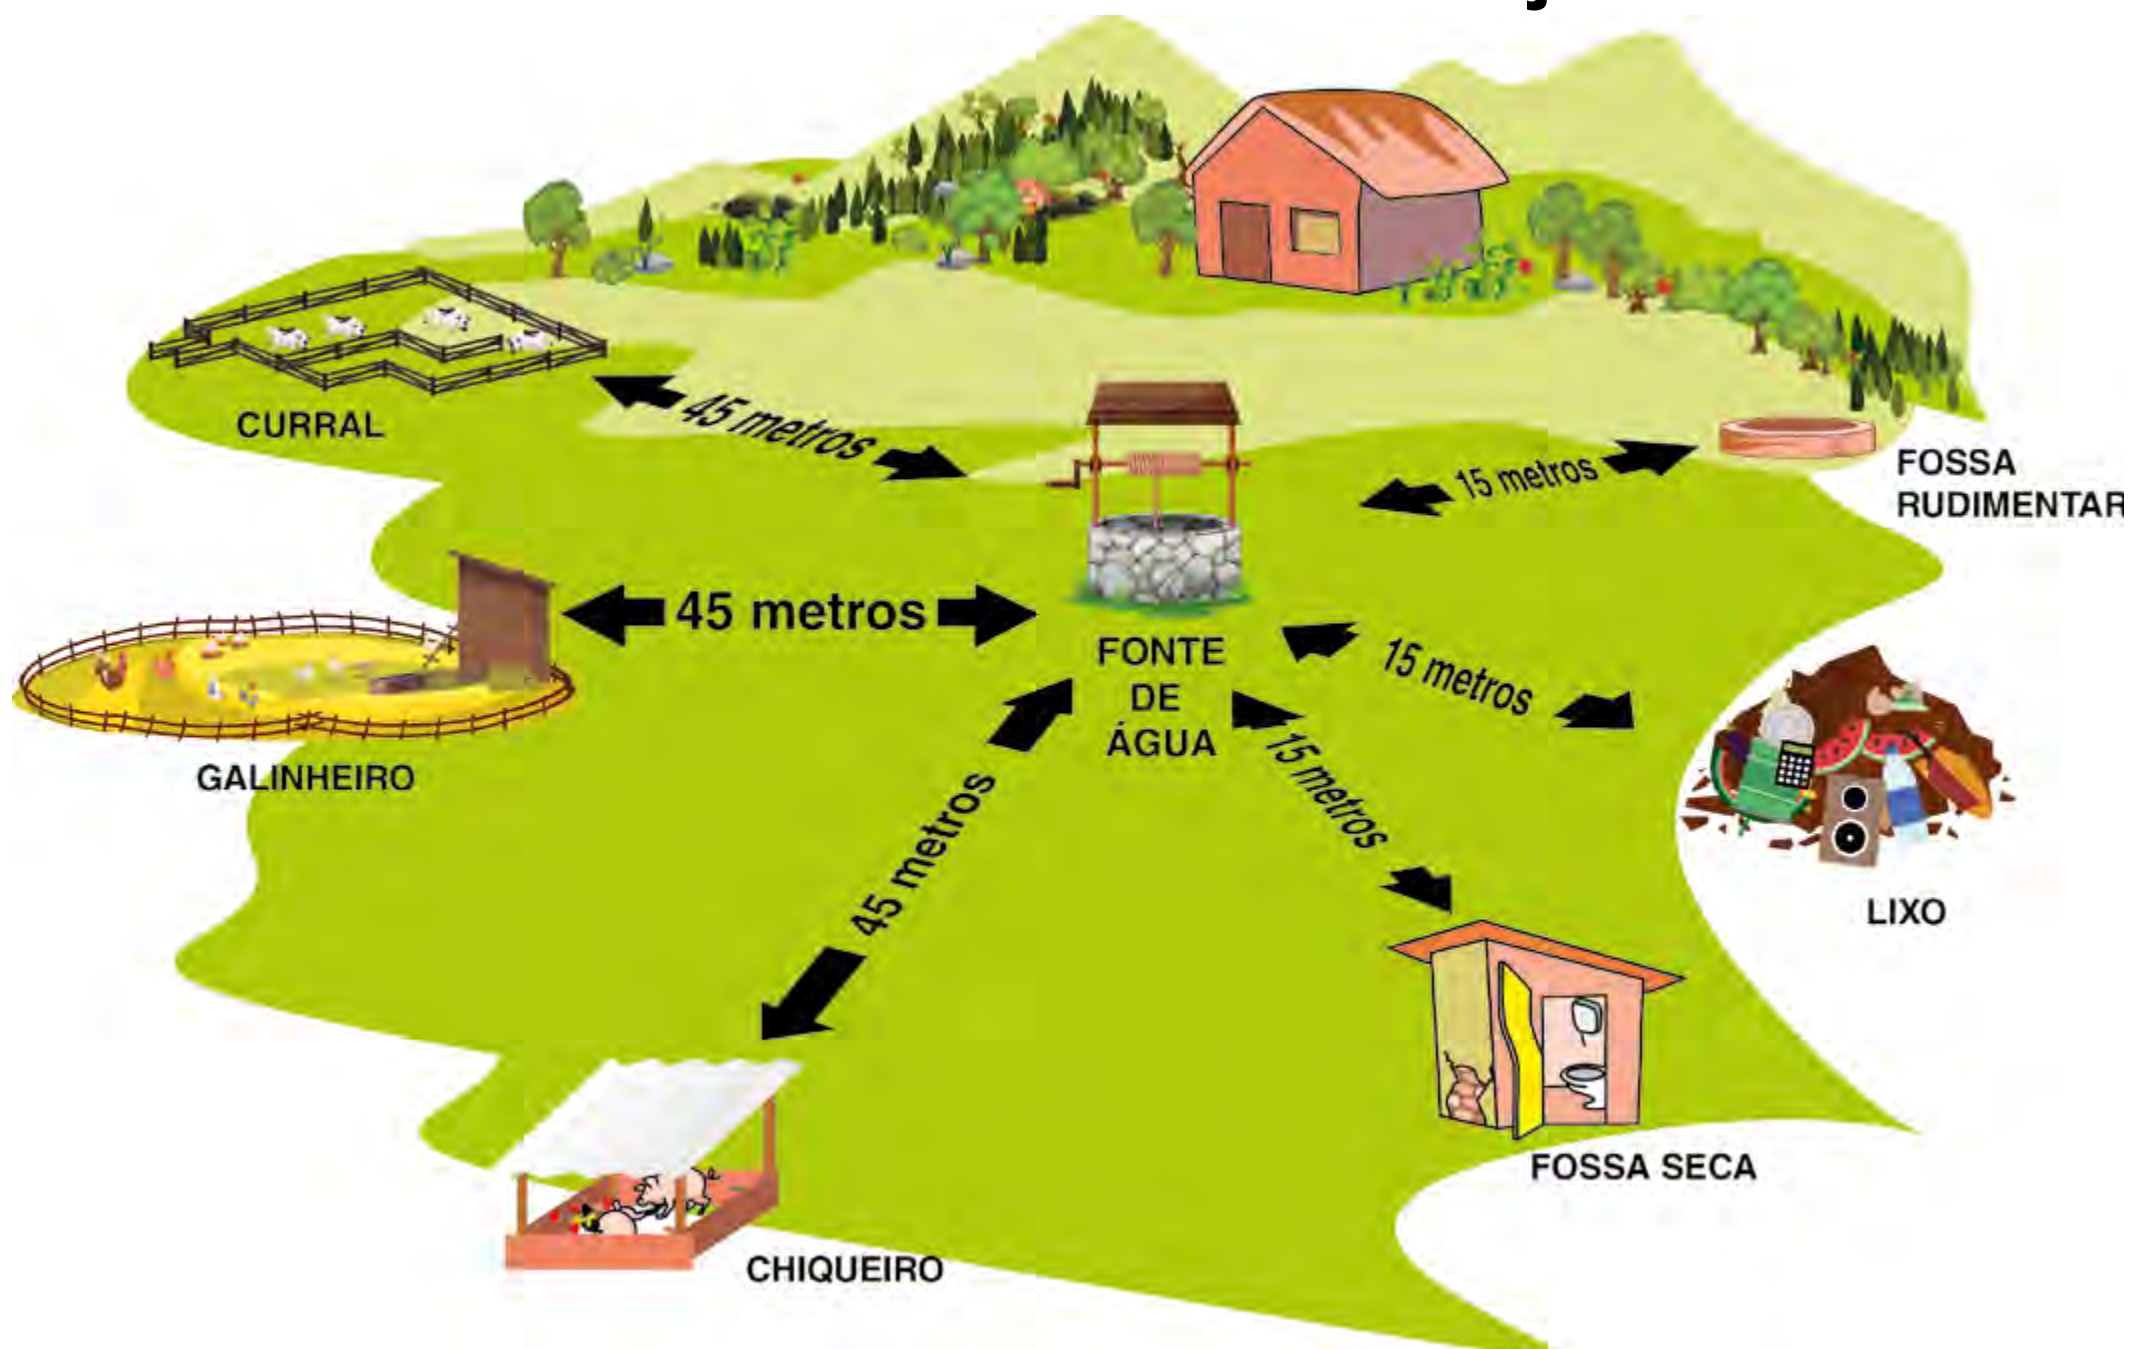 CURRAL
45 metros
15 metros
FOSSA
RUDIMENTAR
45 metros
FONTE
DE
ÁGUA
15 metros
GALINHEIRO
15 metros
45 metros
LIXO
FOSSA SECA
CHIQUEIRO